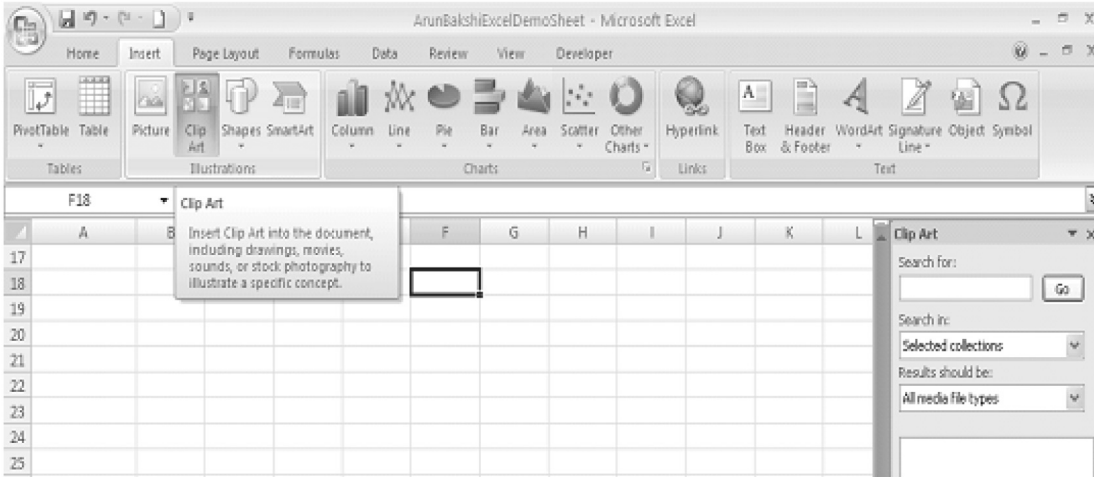 ArunBakshiExcelDemoSheet - Microsoft Excel
Home Insert Page Layout Formulas Data Review View Developer
PivotTable Table Picture Clip Art Shapes SmartArt Column Line Pie Bar Area Scatter Other Charts Hyperlink Text Box Header & Footer WordArt Signature Line Object Symbol
Tables Illustrations Charts Links Text
F18
Clip Art
Insert Clip Art into the document,
including drawings, movies,
sounds, or stock photography to
illustrate a specific concept.
A B F G H I J K L
17
18
19
20
21
22
23
24
25
Clip Art
Search for:
Go
Search in:
Selected collections
Results should be:
All media file types